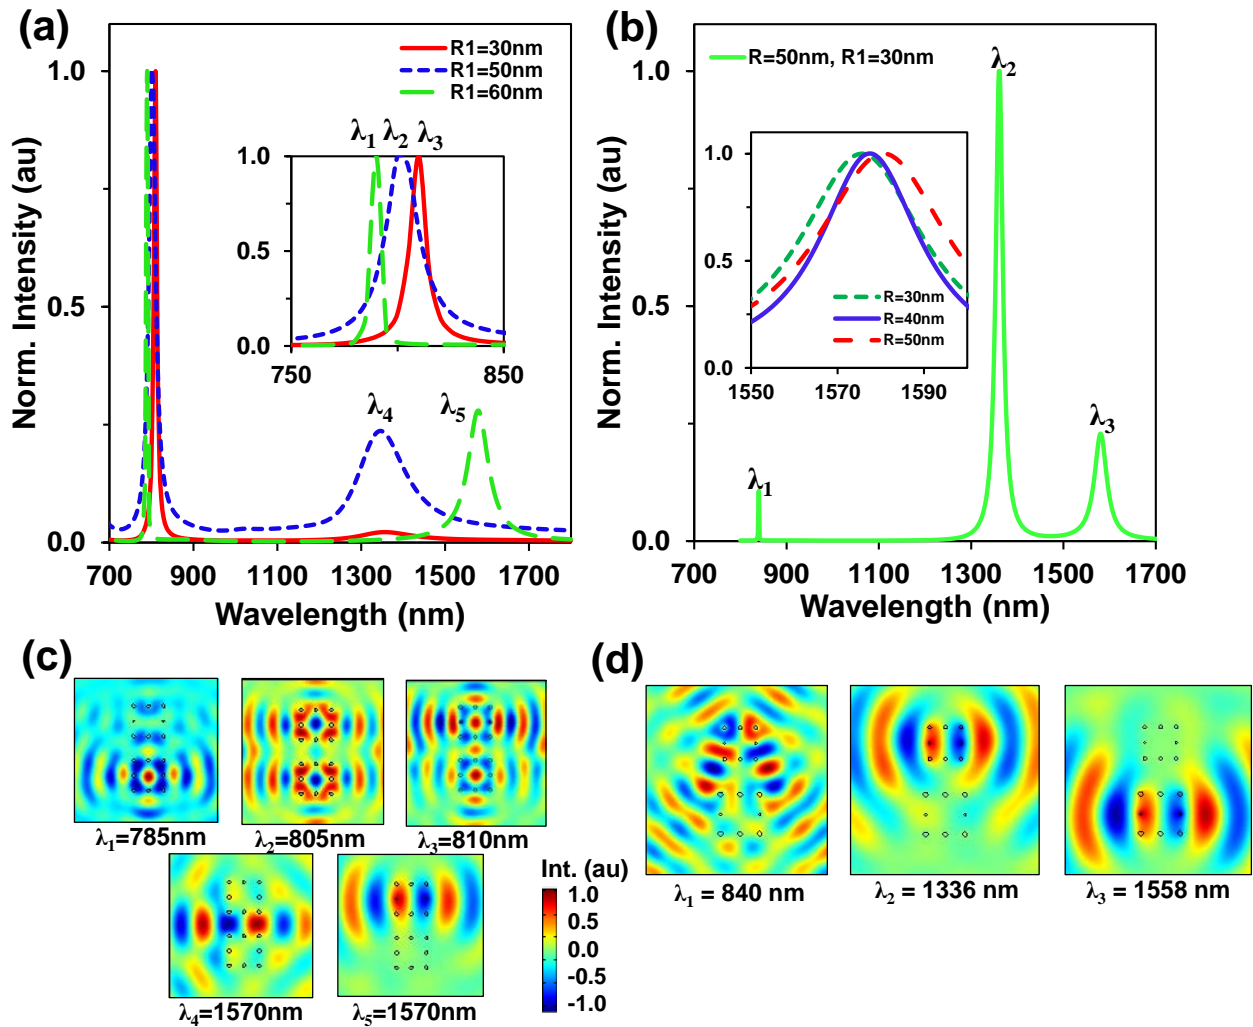 (a)
Norm. Intensity (au)
1.0
0.5
0.0
700 900 1100 1300 1500 1700
Wavelength (nm)
R1=30nm
R1=50nm
R1=60nm
λ1 λ2 λ3
1.0
0.5
0.0
750 850
λ4 λ5
(b)
Norm. Intensity (au)
1.0
0.5
0.0
700 900 1100 1300 1500 1700
Wavelength (nm)
R=50nm, R1=30nm
λ2
1.0
0.5
0.0
1550 1570 1590
R=30nm
R=40nm
R=50nm
λ3
λ1
(c)
λ1=785nm λ2=805nm λ3=810nm
λ4=1570nm λ5=1570nm
Int. (au)
1.0
0.0
-0.5
-1.0
(d)
λ1 = 840 nm λ2 = 1336 nm λ3 = 1558 nm